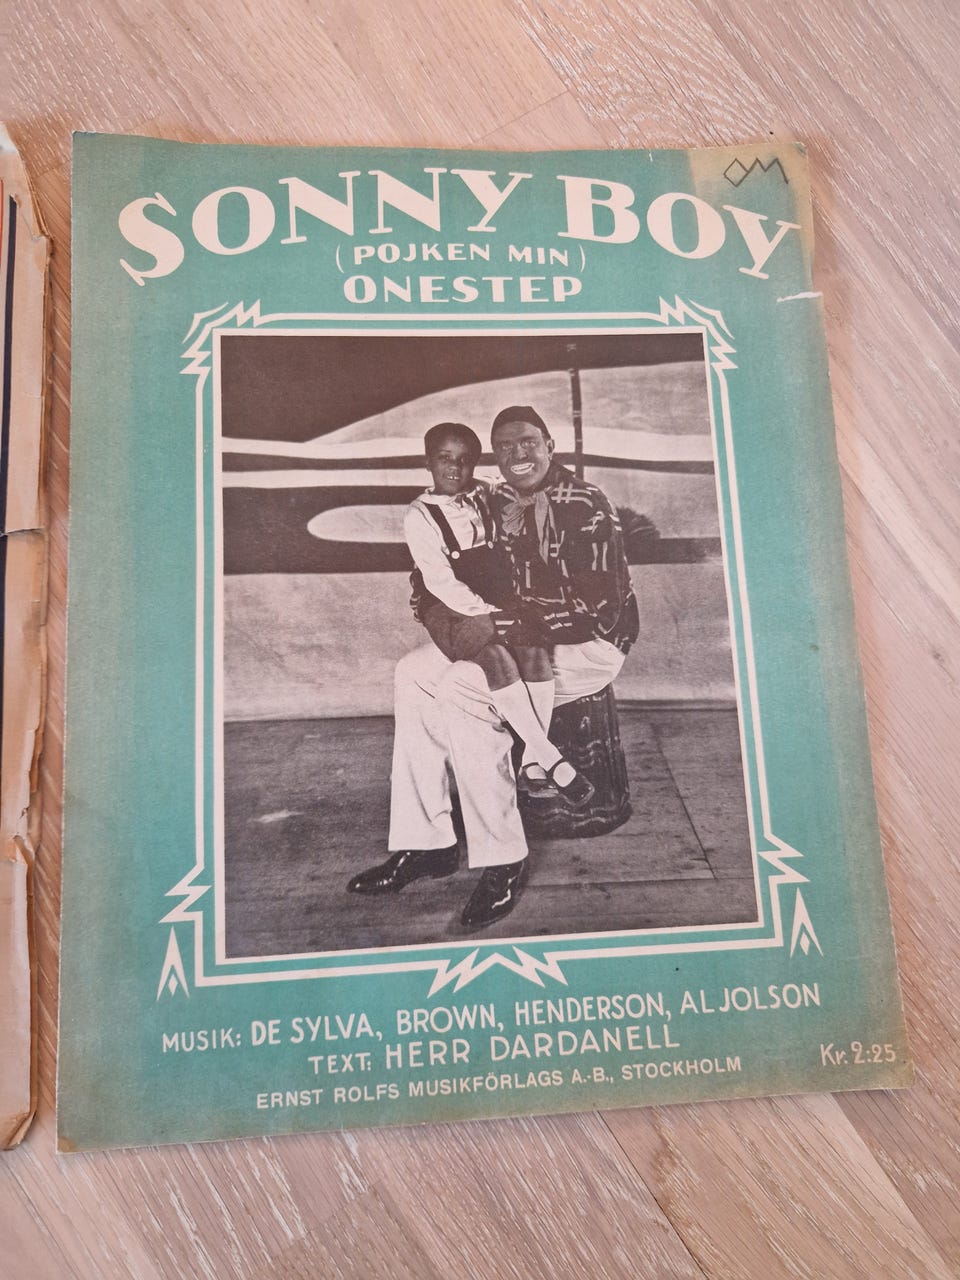 OM
SONNY BOY
(POJKEN MIN)
ONESTEP
MUSIK: DE SYLVA, BROWN, HENDERSON, AL JOLSON
TEXT: HERR DARDANELL
Kr. 2:25
ERNST ROLFS MUSIKFÖRLAGS A.-B., STOCKHOLM